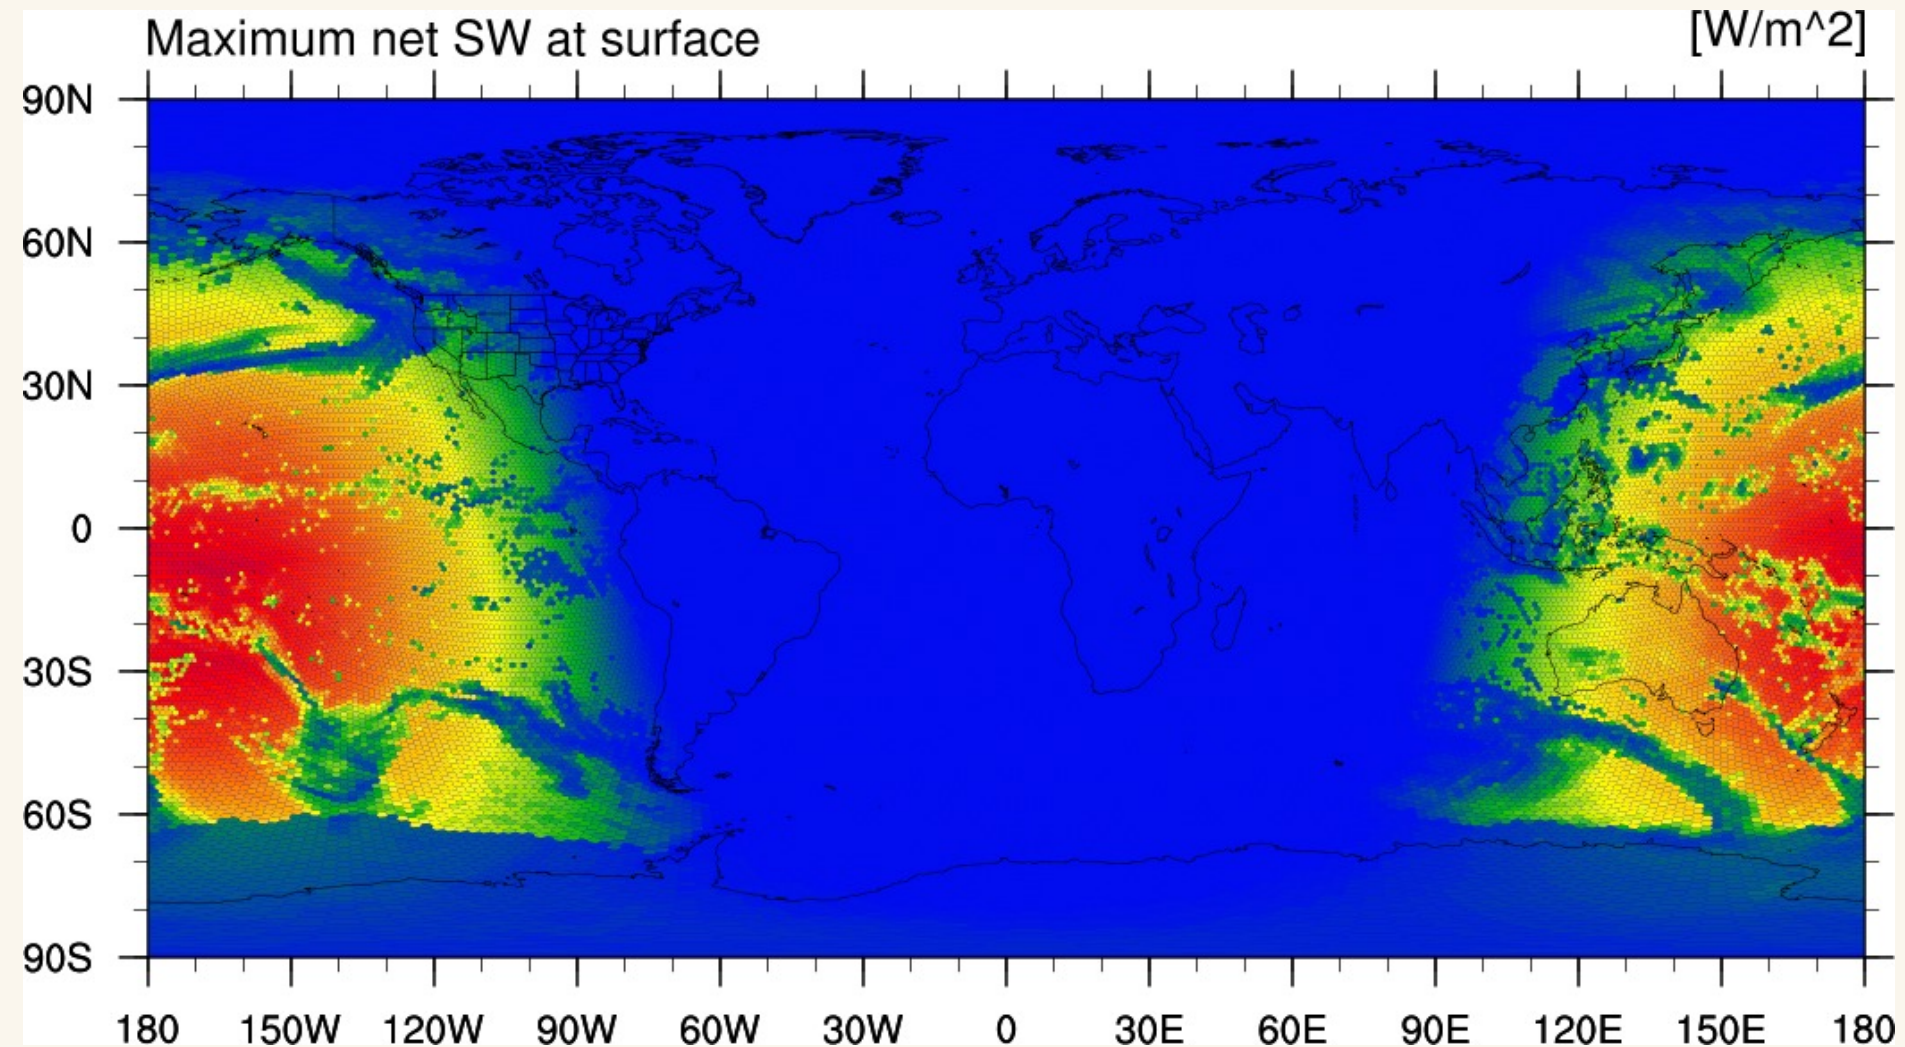 Maximum net SW at surface [W/m^2]
90N
60N
30N
0
30S
60S
90S
180 150W 120W 90W 60W 30W 0 30E 60E 90E 120E 150E 180